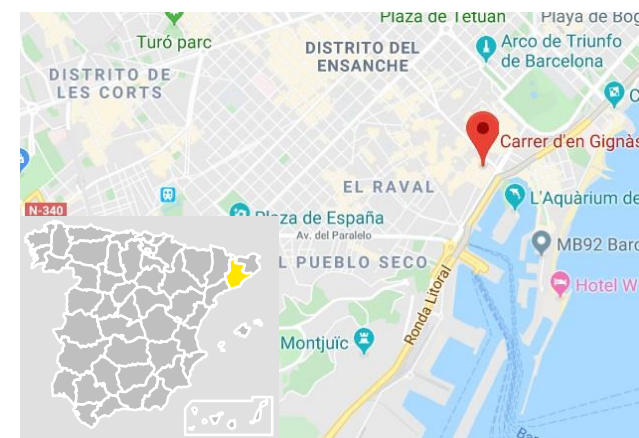 Plaza de Tetuán
Playa de Bog
Turó parc
DISTRITO DEL
ENSANCHE
Arco de Triunfo
de Barcelona
DISTRITO DE
LES CORTS
C
Carrer d'en Gignàs
EL RAVAL
L'Aquàrium de
N-340
Plaza de España
Av. del Paralelo
MB92 Barc
L PUEBLO SECO
Hotel W
Ronda Litoral
Montjuïc